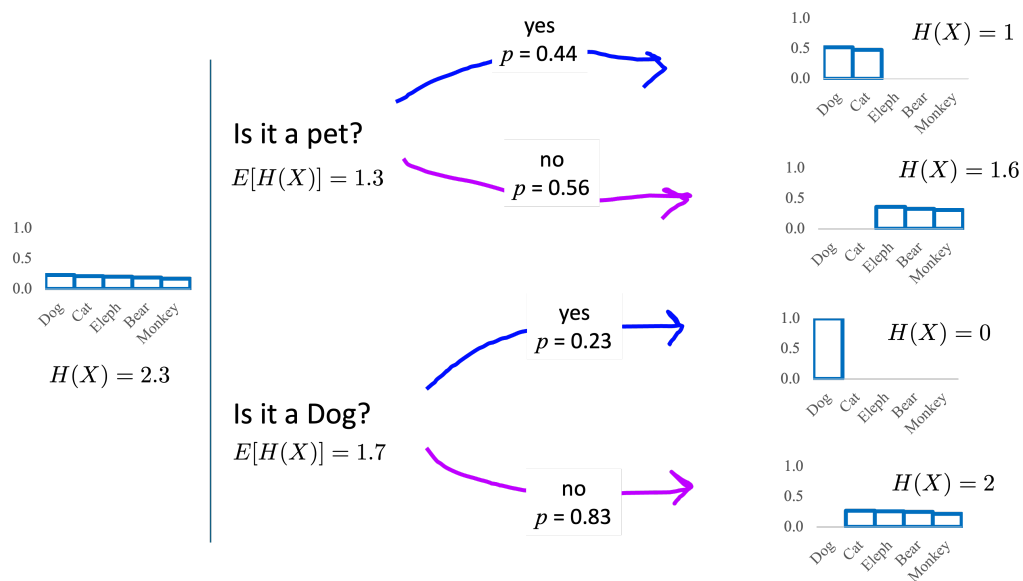 1.0
0.5
0.0
Dog
Cat
Eleph
Bear
Monkey
H(X) = 2.3
Is it a pet?
E[H(X)] = 1.3
yes
p = 0.44
1.0
0.5
0.0
Dog
Cat
Eleph
Bear
Monkey
H(X) = 1
no
p = 0.56
1.0
0.5
0.0
Dog
Cat
Eleph
Bear
Monkey
H(X) = 1.6
Is it a Dog?
E[H(X)] = 1.7
yes
p = 0.23
1.0
0.5
0.0
Dog
Cat
Eleph
Bear
Monkey
H(X) = 0
no
p = 0.83
1.0
0.5
0.0
Dog
Cat
Eleph
Bear
Monkey
H(X) = 2